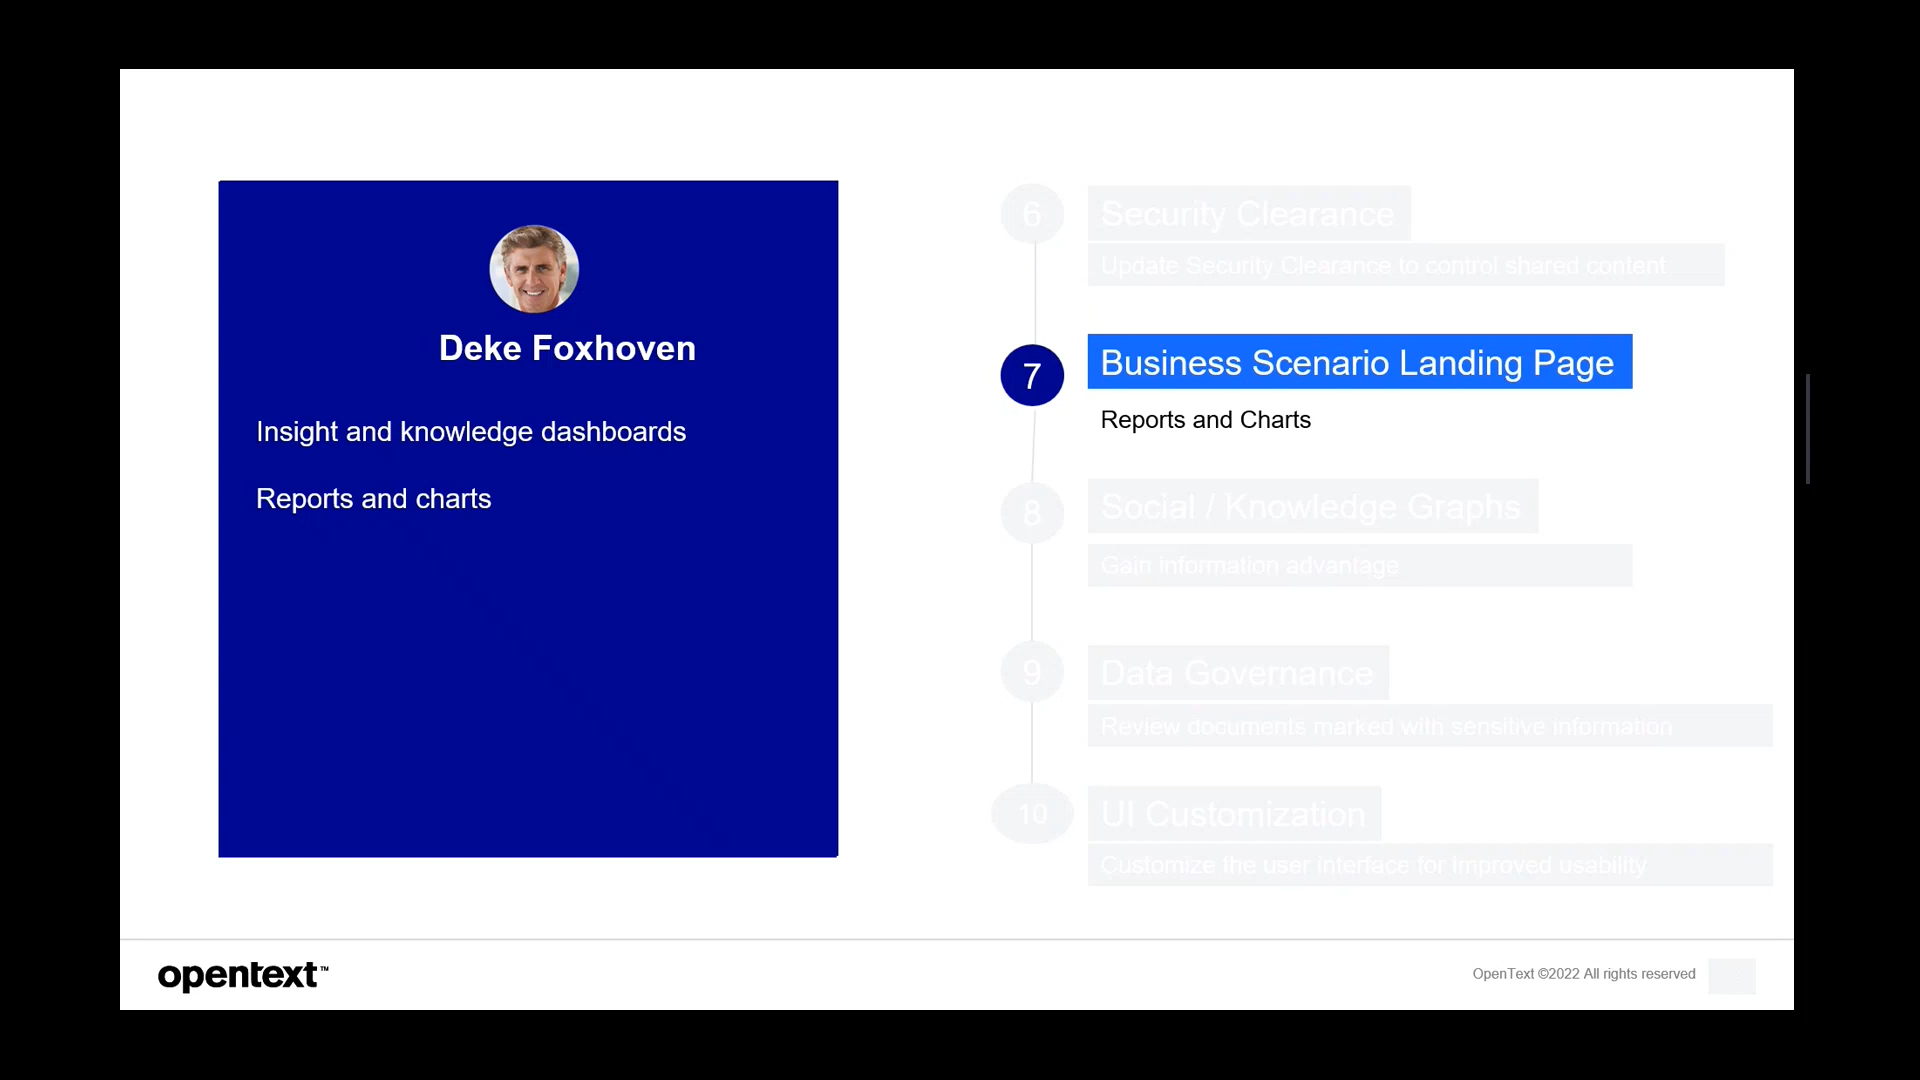 Deke Foxhoven
Insight and knowledge dashboards
Reports and charts
6
Security Clearance
Update Security Clearance to control shared content
7
Business Scenario Landing Page
Reports and Charts
8
Social / Knowledge Graphs
Gain information advantage
9
Data Governance
Review documents marked with sensitive information
10
UI Customization
Customize the user interface for improved usability
opentext™
OpenText ©2022 All rights reserved